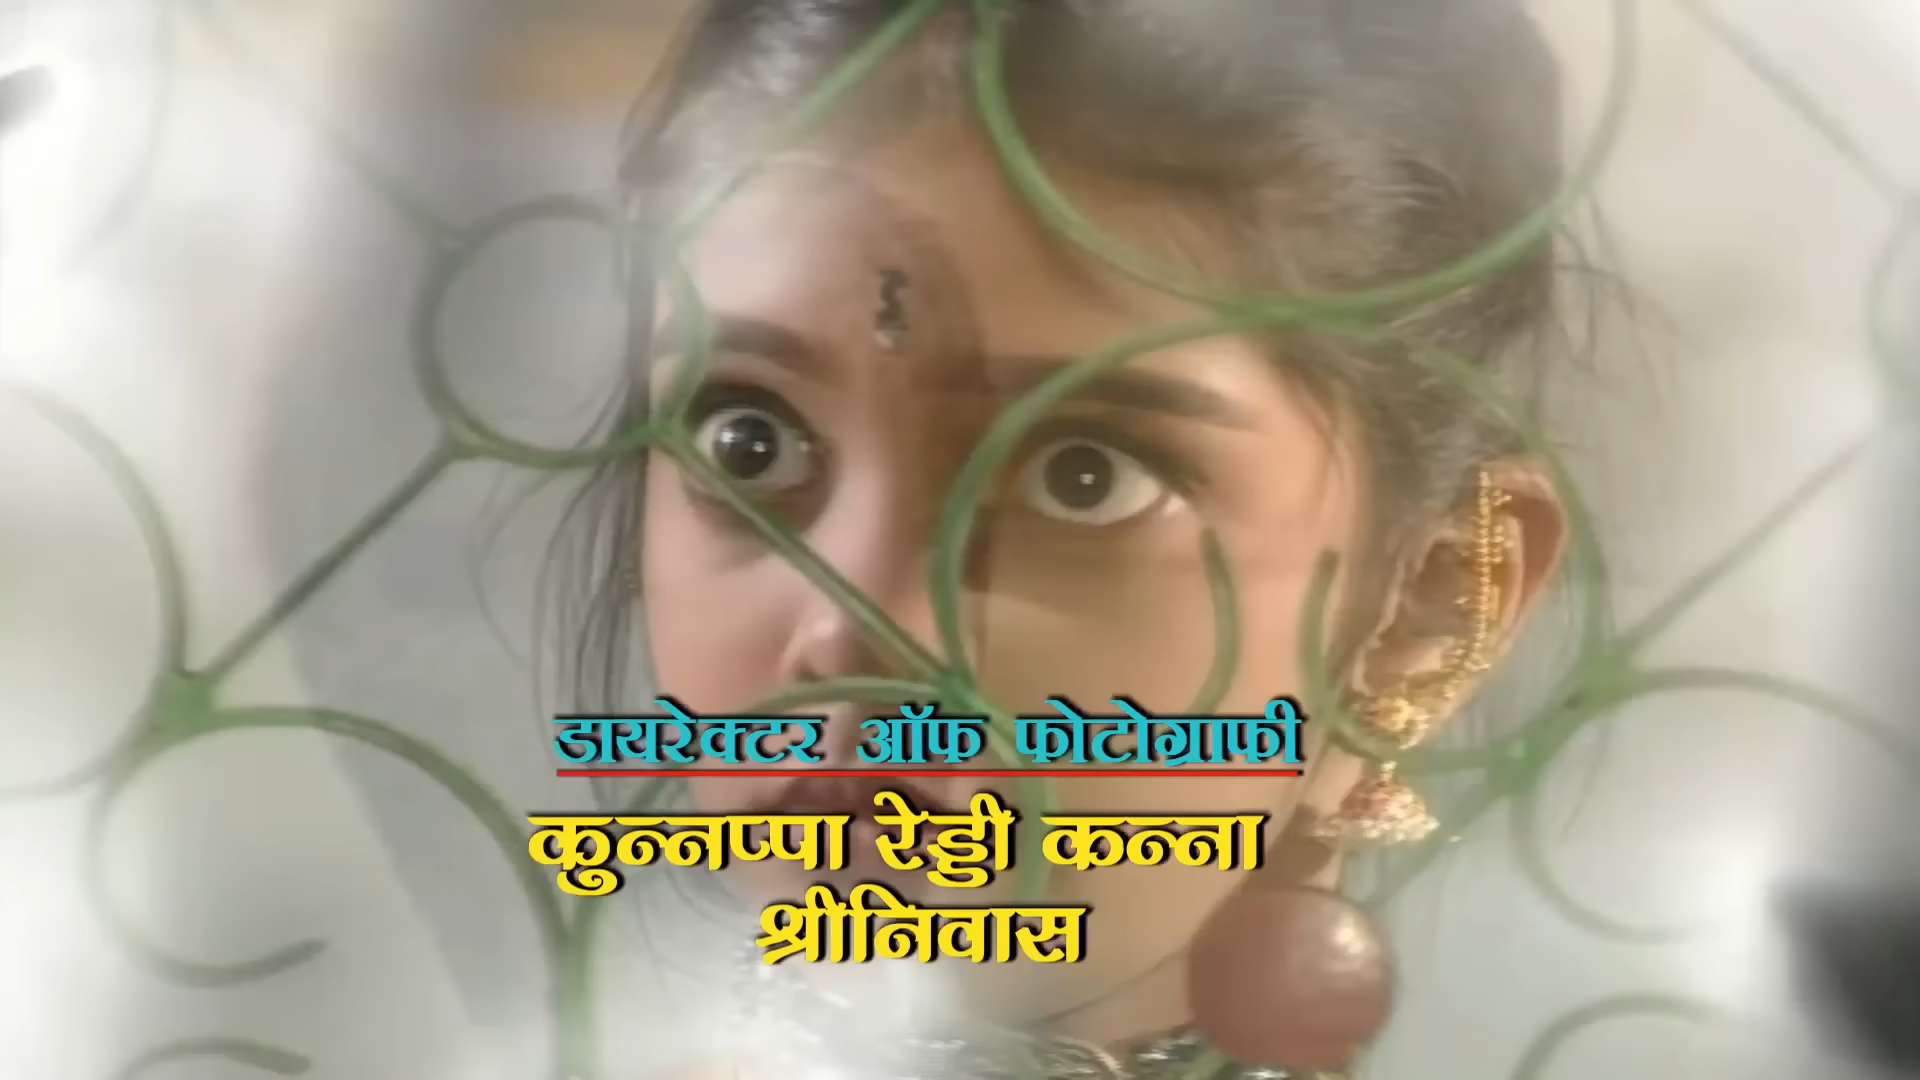 डायरेक्टर ऑफ फोटोग्राफी
कुन्नप्पा रेड्डी कन्ना
श्रीनिवास